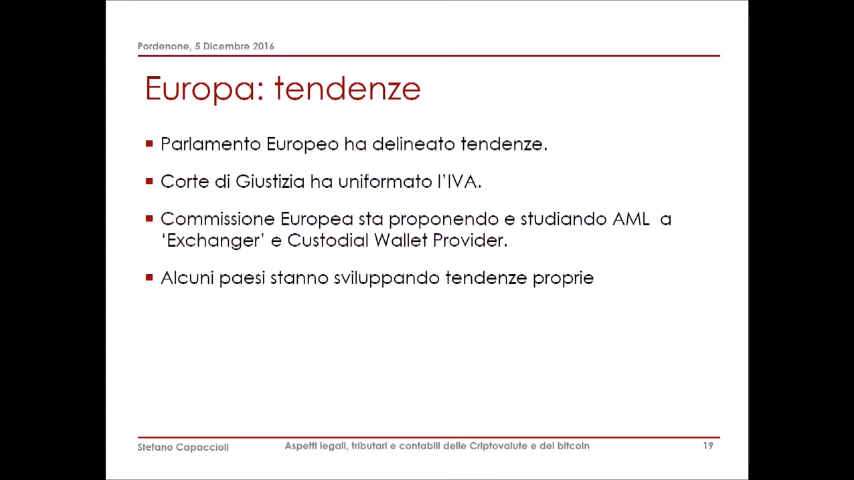 Pordenone, 5 Dicembre 2016
Europa: tendenze
Parlamento Europeo ha delineato tendenze.
Corte di Giustizia ha uniformato l'IVA.
Commissione Europea sta proponendo e studiando AML a
'Exchanger' e Custodial Wallet Provider.
Alcuni paesi stanno sviluppando tendenze proprie
Stefano Capaccioli
Aspetti legali, tributari e contabili delle Criptovalute e dei bitcoin
19